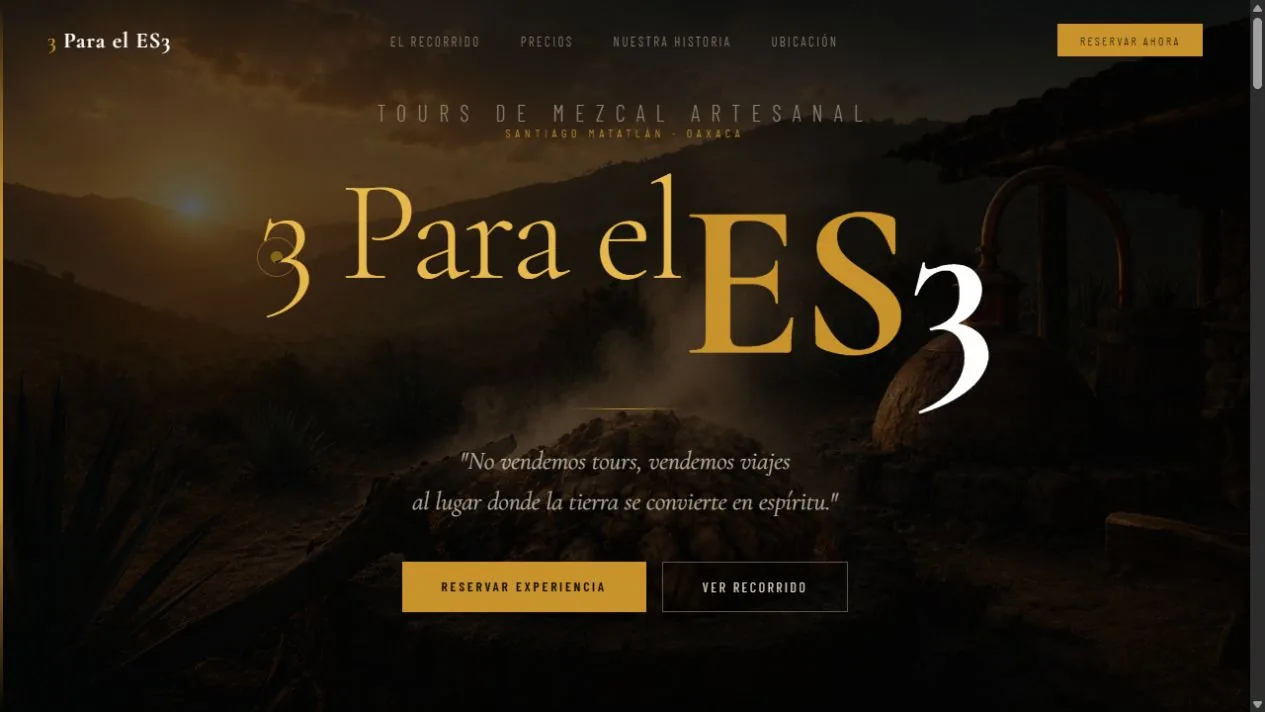 3 Para el ES3
EL RECORRIDO PRECIOS NUESTRA HISTORIA UBICACIÓN
RESERVAR AHORA
TOURS DE MEZCAL ARTESANAL
SANTIAGO MATATLÁN · OAXACA
3 Para el ES3
"No vendemos tours, vendemos viajes
al lugar donde la tierra se convierte en espíritu."
RESERVAR EXPERIENCIA
VER RECORRIDO